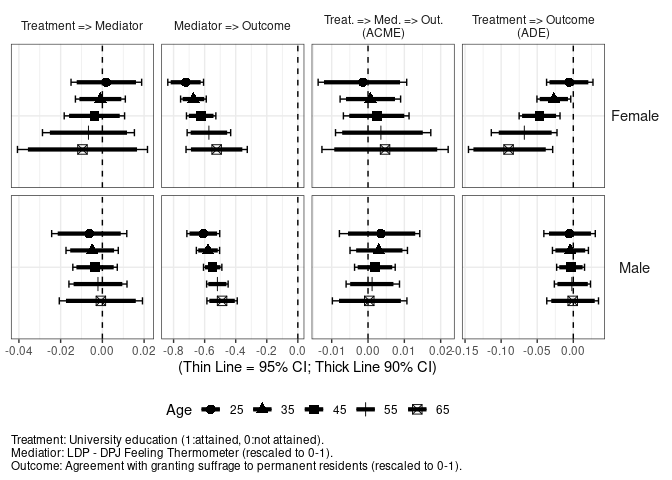 Treatment => Mediator
Mediator => Outcome
Treat. => Med. => Out.
(ACME)
Treatment => Outcome
(ADE)
Female
Male
-0.04 -0.02 0.00 0.02
-0.8 -0.6 -0.4 -0.2 0.0
-0.01 0.00 0.01 0.02
-0.15 -0.10 -0.05 0.00
(Thin Line = 95% CI; Thick Line 90% CI)
Age 25 35 45 55 65
Treatment: University education (1:attained, 0:not attained).
Mediatior: LDP - DPJ Feeling Thermometer (rescaled to 0-1).
Outcome: Agreement with granting suffrage to permanent residents (rescaled to 0-1).